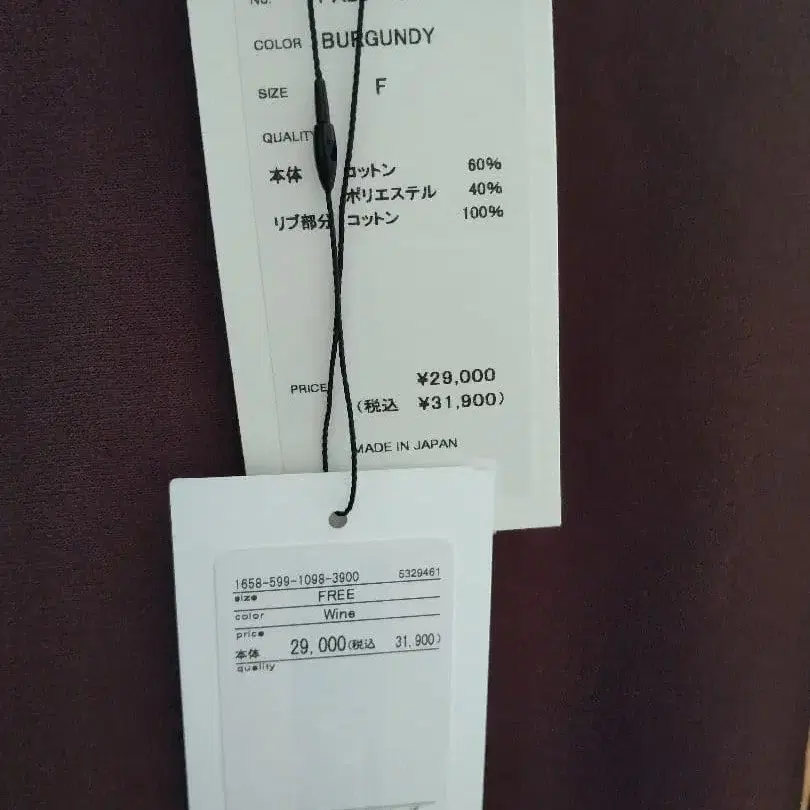 No.
COLOR BURGUNDY
SIZE F
QUALITY
本体 コットン 60%
ポリエステル 40%
リブ部分 コットン 100%
PRICE ¥29,000
(税込 ¥31,900)
MADE IN JAPAN
1658-599-1098-3900 5329461
size FREE
color Wine
price
本体 29,000(税込 31,900)
quality